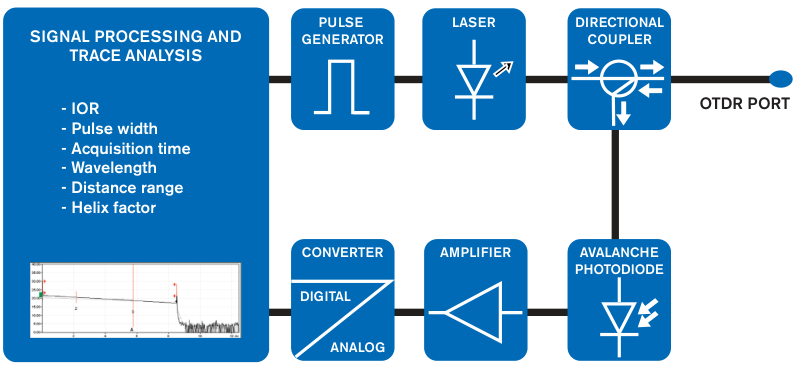 SIGNAL PROCESSING AND
TRACE ANALYSIS
- IOR
- Pulse width
- Acquisition time
- Wavelength
- Distance range
- Helix factor
PULSE
GENERATOR
LASER
DIRECTIONAL
COUPLER
OTDR PORT
CONVERTER
DIGITAL
ANALOG
AMPLIFIER
AVALANCHE
PHOTODIODE